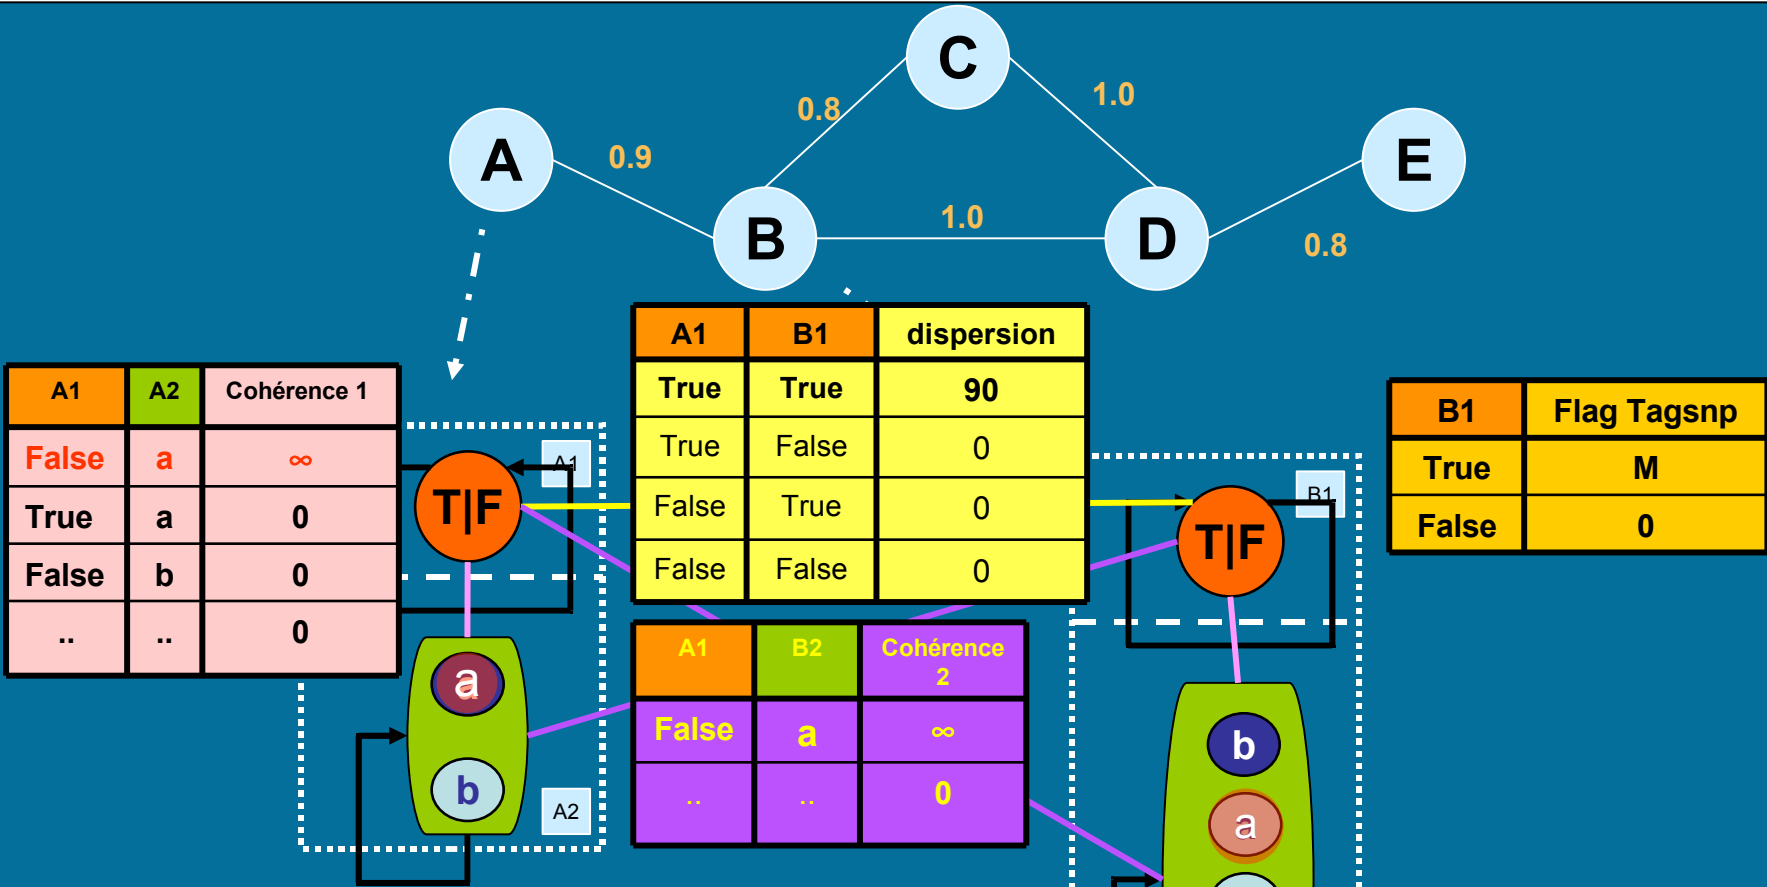 C
0.8
1.0
A
0.9
E
B
1.0
D
0.8
A1 B1 dispersion
True True 90
True False 0
False True 0
False False 0
A1 A2 Cohérence 1
False a ∞
True a 0
False b 0
.. .. 0
B1 Flag Tagsnp
True M
False 0
A1
T|F
B1
T|F
A1 B2 Cohérence
2
False a ∞
.. .. 0
a
b
A2
b
a